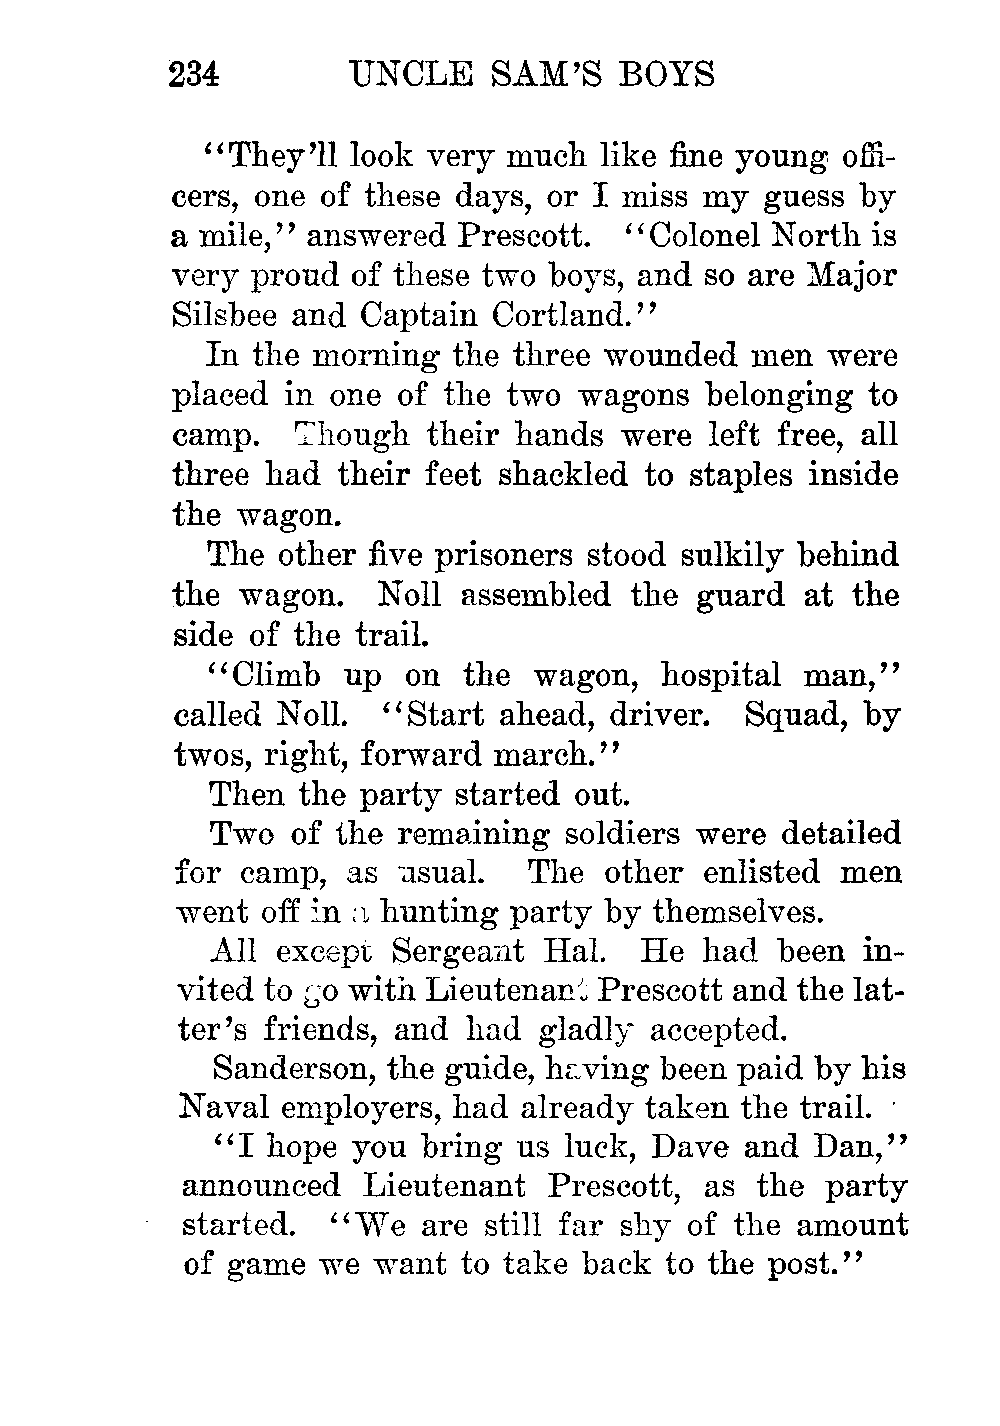 234 UNCLE SAM'S BOYS
“They'll look very much like fine young offi-
cers, one of these days, or I miss my guess by
a mile,” answered Prescott. “Colonel North is
very proud of these two boys, and so are Major
Silsbee and Captain Cortland.”
In the morning the three wounded men were
placed in one of the two wagons belonging to
camp. Though their hands were left free, all
three had their feet shackled to staples inside
the wagon.
The other five prisoners stood sulkily behind
the wagon. Noll assembled the guard at the
side of the trail.
“Climb up on the wagon, hospital man,”
called Noll. “Start ahead, driver. Squad, by
twos, right, forward march.”
Then the party started out.
Two of the remaining soldiers were detailed
for camp, as usual. The other enlisted men
went off in a hunting party by themselves.
All except Sergeant Hal. He had been in-
vited to go with Lieutenant Prescott and the lat-
ter's friends, and had gladly accepted.
Sanderson, the guide, having been paid by his
Naval employers, had already taken the trail.
“I hope you bring us luck, Dave and Dan,”
announced Lieutenant Prescott, as the party
started. “We are still far shy of the amount
of game we want to take back to the post.”